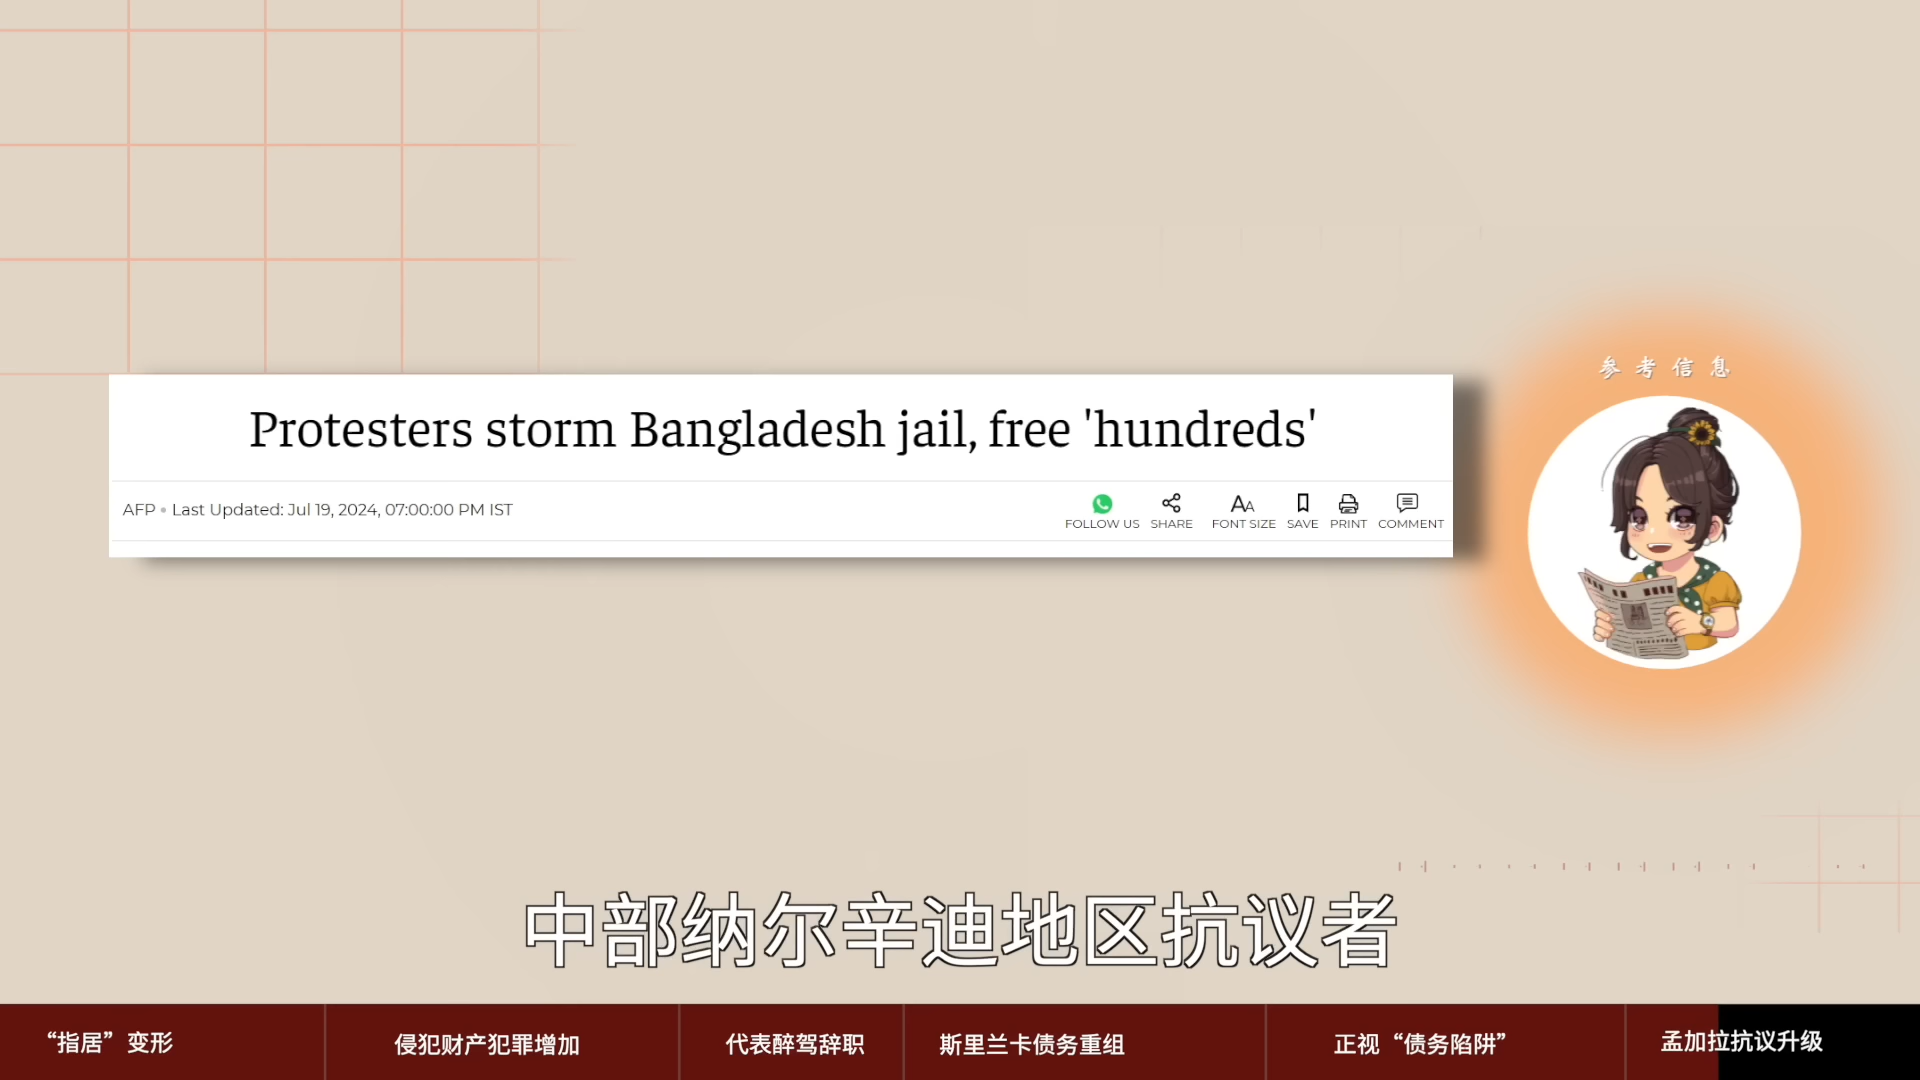 参考信息
Protesters storm Bangladesh jail, free 'hundreds'
AFP • Last Updated: Jul 19, 2024, 07:00:00 PM IST
FOLLOW US
SHARE
FONT SIZE
SAVE
PRINT
COMMENT
中部纳尔辛迪地区抗议者
“指居”变形
侵犯财产犯罪增加
代表醉驾辞职
斯里兰卡债务重组
正视“债务陷阱”
孟加拉抗议升级